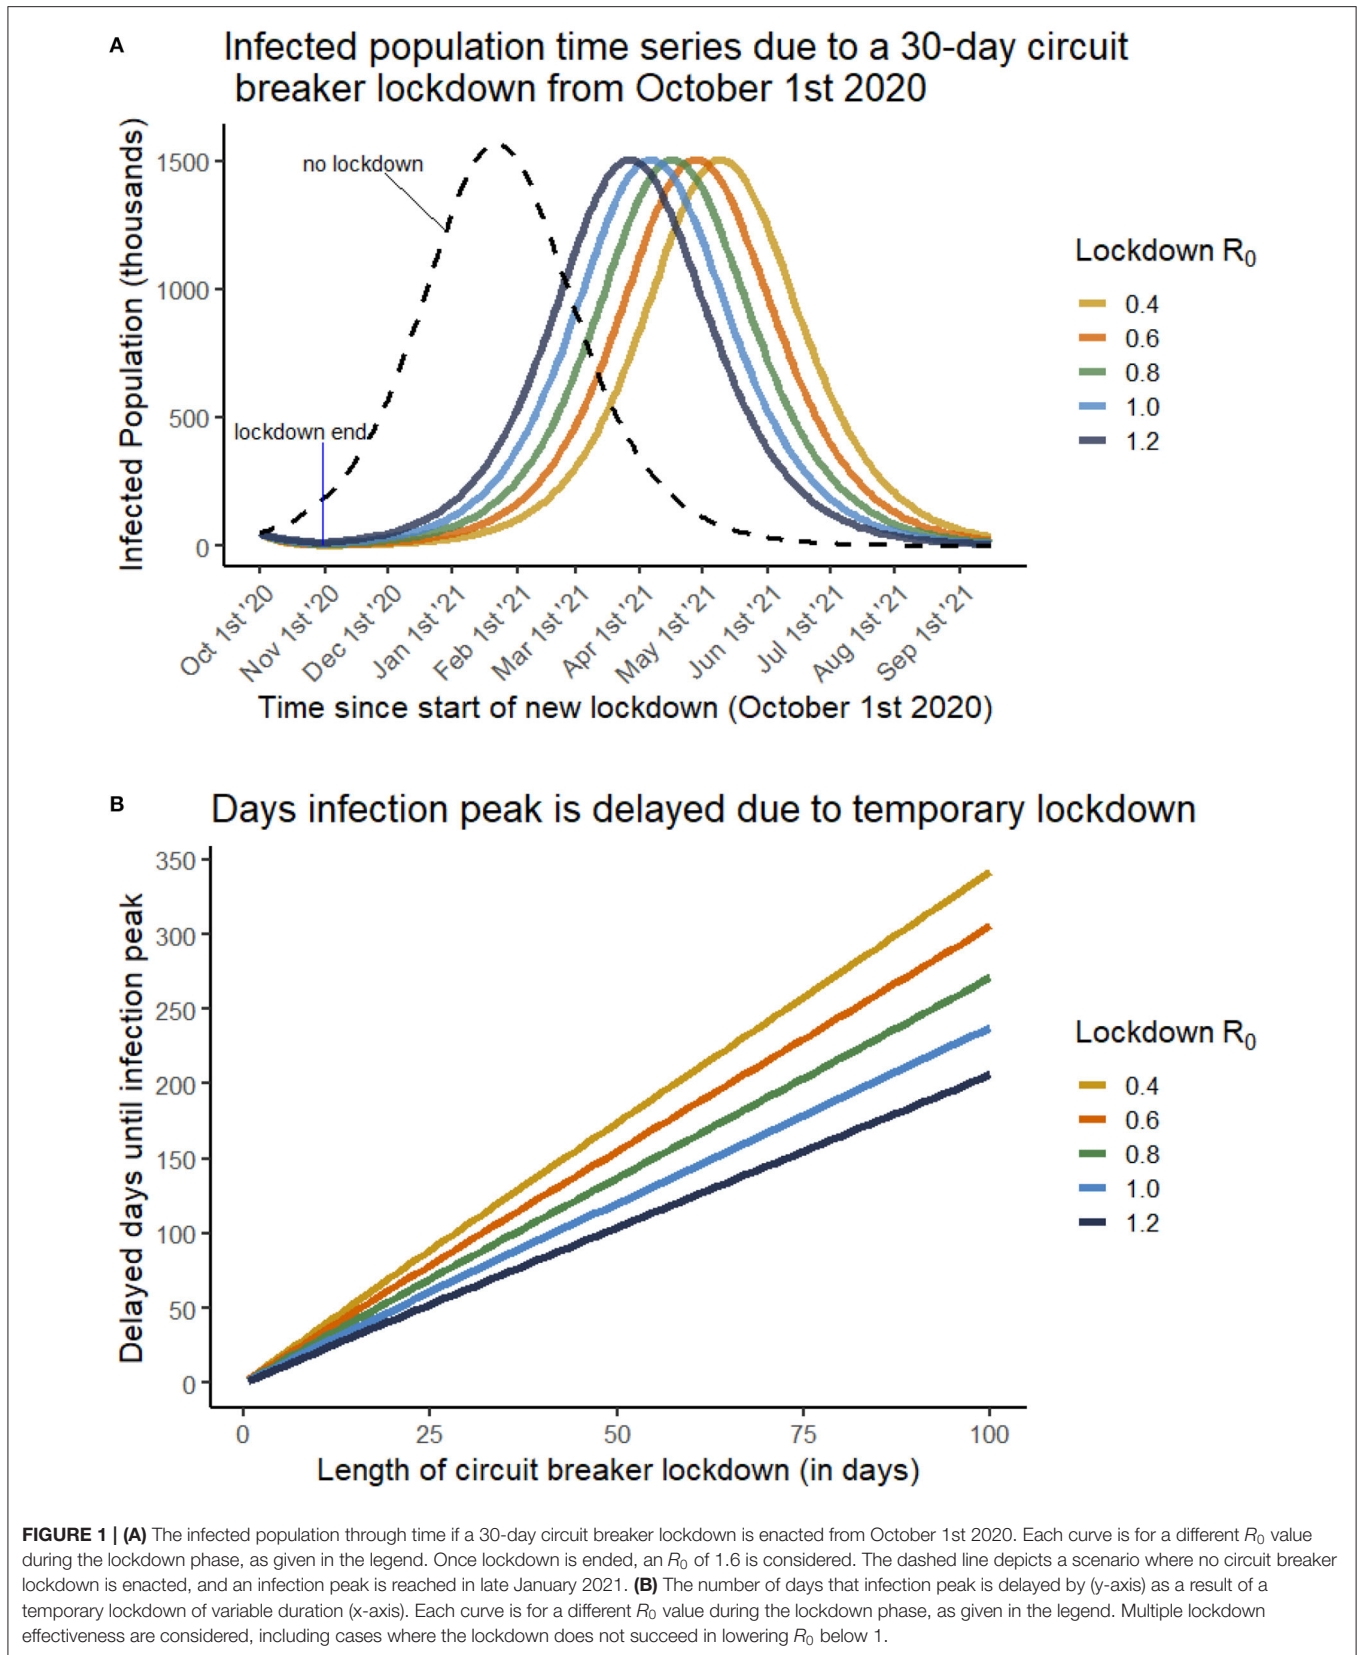 A
Infected population time series due to a 30-day circuit
breaker lockdown from October 1st 2020
Infected Population (thousands)
1500
1000
500
0
no lockdown
lockdown end
Oct 1st '20
Nov 1st '20
Dec 1st '20
Jan 1st '21
Feb 1st '21
Mar 1st '21
Apr 1st '21
May 1st '21
Jun 1st '21
Jul 1st '21
Aug 1st '21
Sep 1st '21
Time since start of new lockdown (October 1st 2020)
Lockdown R0
0.4
0.6
0.8
1.0
1.2
B
Days infection peak is delayed due to temporary lockdown
Delayed days until infection peak
350
300
250
200
150
100
50
0
0
25
50
75
100
Length of circuit breaker lockdown (in days)
Lockdown R0
0.4
0.6
0.8
1.0
1.2
FIGURE 1 | (A) The infected population through time if a 30-day circuit breaker lockdown is enacted from October 1st 2020. Each curve is for a different R0 value
during the lockdown phase, as given in the legend. Once lockdown is ended, an R0 of 1.6 is considered. The dashed line depicts a scenario where no circuit breaker
lockdown is enacted, and an infection peak is reached in late January 2021. (B) The number of days that infection peak is delayed by (y-axis) as a result of a
temporary lockdown of variable duration (x-axis). Each curve is for a different R0 value during the lockdown phase, as given in the legend. Multiple lockdown
effectiveness are considered, including cases where the lockdown does not succeed in lowering R0 below 1.